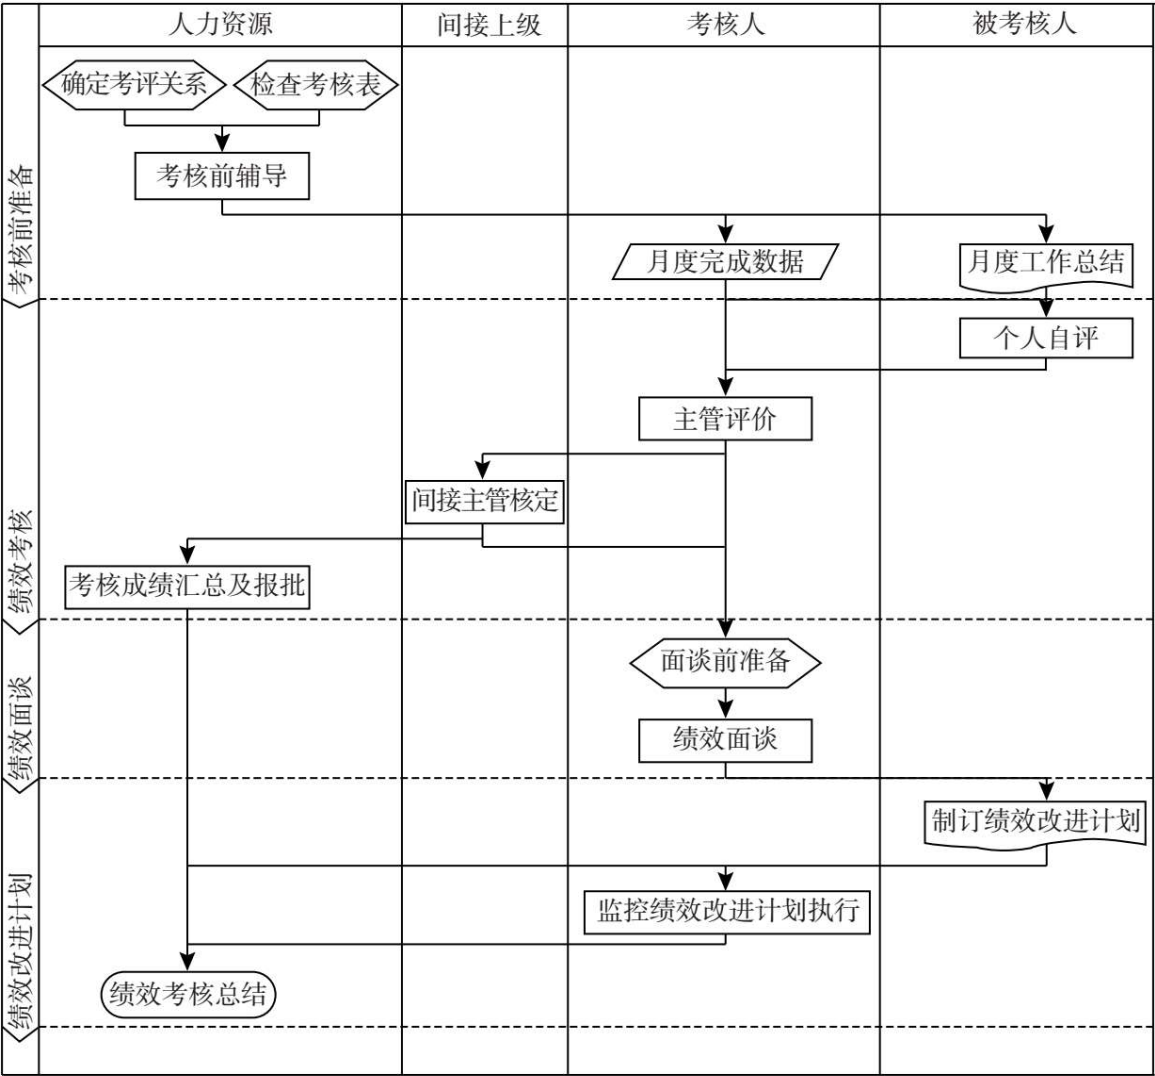 人力资源
间接上级
考核人
被考核人
考核前准备
确定考评关系
检查考核表
考核前辅导
月度完成数据
月度工作总结
绩效考核
个人自评
主管评价
间接主管核定
考核成绩汇总及报批
绩效面谈
面谈前准备
绩效面谈
绩效改进计划
制订绩效改进计划
监控绩效改进计划执行
绩效考核总结